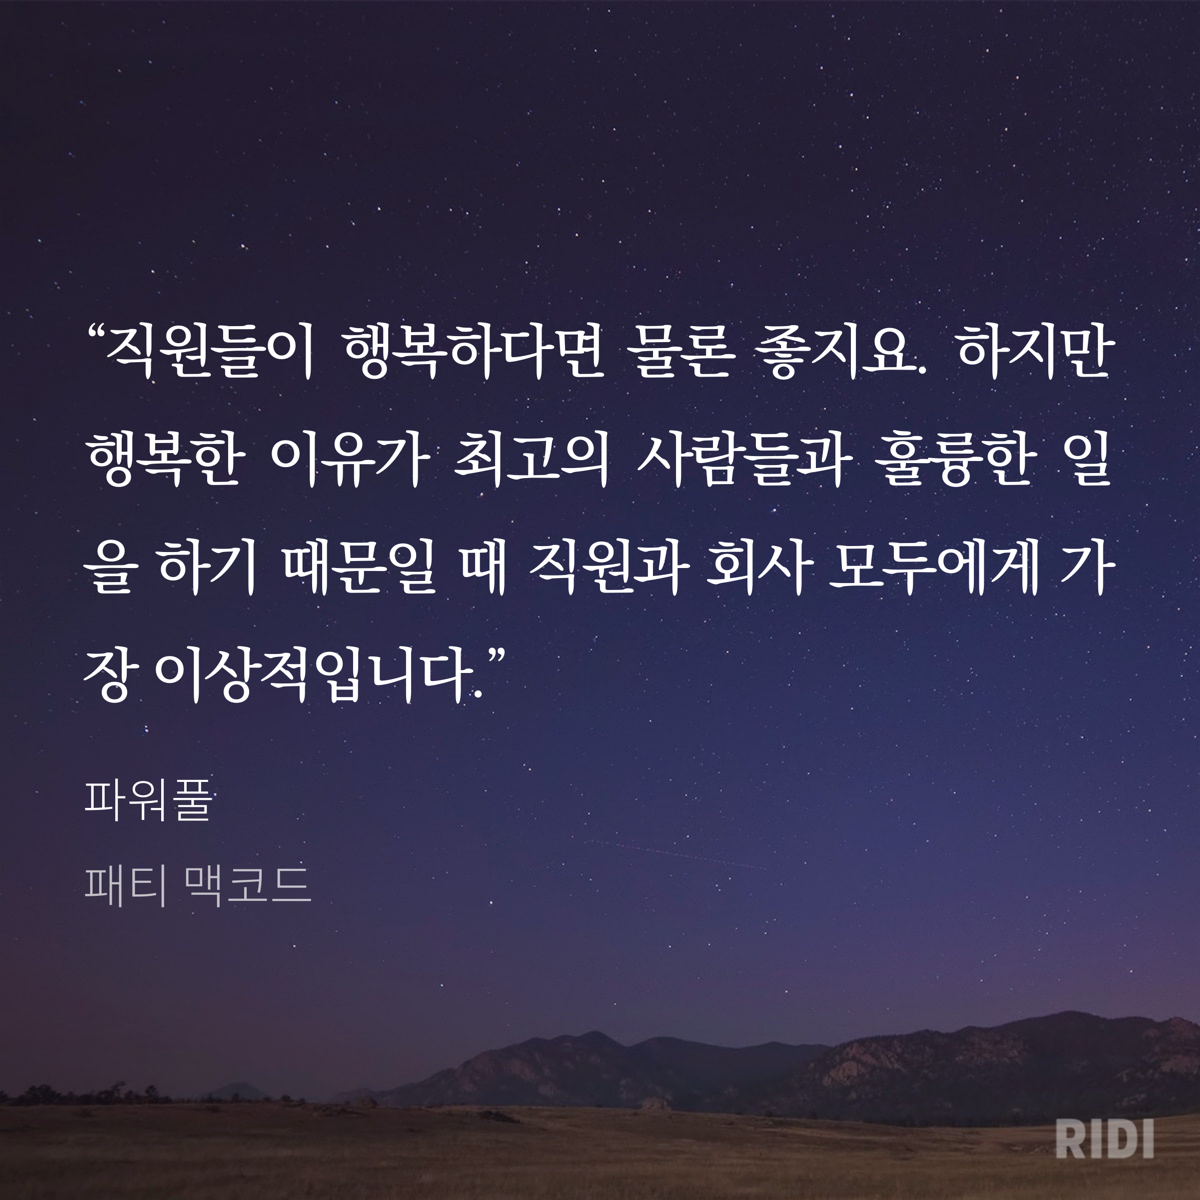 “직원들이 행복하다면 물론 좋지요. 하지만
행복한 이유가 최고의 사람들과 훌륭한 일
을 하기 때문일 때 직원과 회사 모두에게 가
장 이상적입니다.”
파워풀
패티 맥코드
RIDI